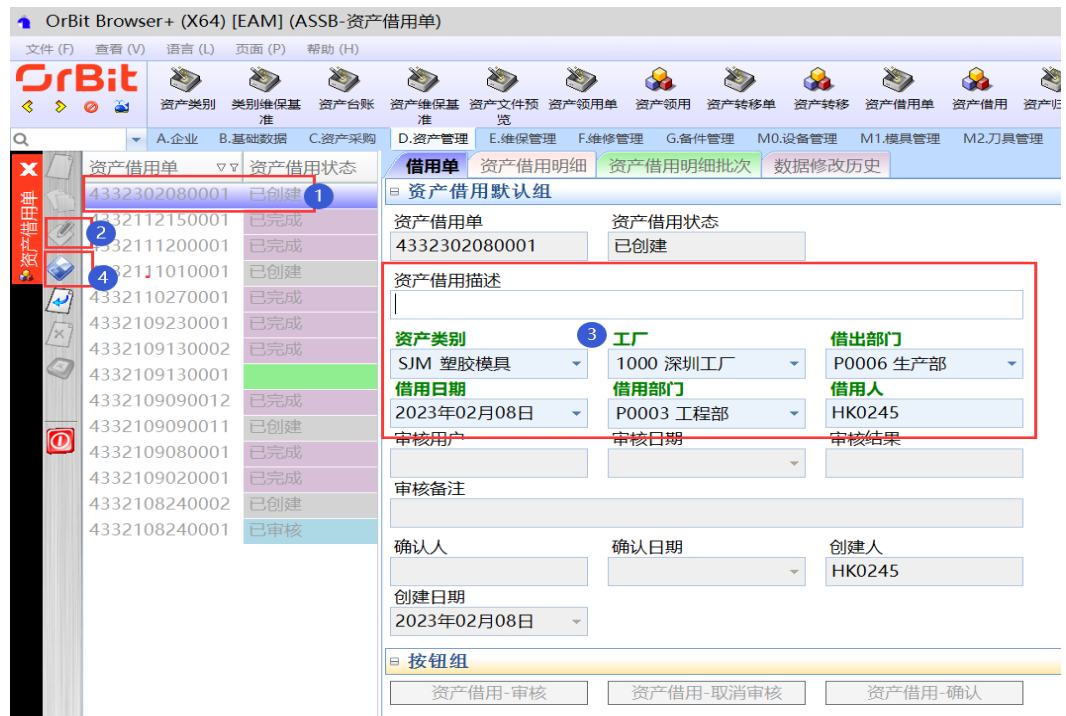 OrBit Browser+ (X64) [EAM] (ASSB-资产借用单)
文件 (F) 查看 (V) 语言 (L) 页面 (P) 帮助 (H)
OrBit
资产类别 类别维保基准 资产台账 资产维保基准 资产文件预览 资产领用单 资产领用 资产转移单 资产转移 资产借用单 资产借用 资产归
A.企业 B.基础数据 C.资产采购 D.资产管理 E.维保管理 F.维修管理 G.备件管理 M0.设备管理 M1.模具管理 M2.刀具管理
资产借用单
资产借用单 资产借用状态
4332302080001 已创建 1
4332112150001 已完成
2
4332111200001 已完成
4332111010001 已创建
4
4332110270001 已完成
4332109230001 已完成
4332109130002 已完成
4332109130001
4332109090012 已完成
4332109090011 已创建
4332109080001 已完成
4332109020001 已完成
4332108240002 已创建
4332108240001 已审核
借用单 资产借用明细 资产借用明细批次 数据修改历史
资产借用默认组
资产借用单 资产借用状态
4332302080001 已创建
资产借用描述
3
资产类别 工厂 借出部门
SJM 塑胶模具 1000 深圳工厂 P0006 生产部
借用日期 借用部门 借用人
2023年02月08日 P0003 工程部 HK0245
审核用户 审核日期 审核结果
审核备注
确认人 确认日期 创建人
HK0245
创建日期
2023年02月08日
按钮组
资产借用-审核 资产借用-取消审核 资产借用-确认